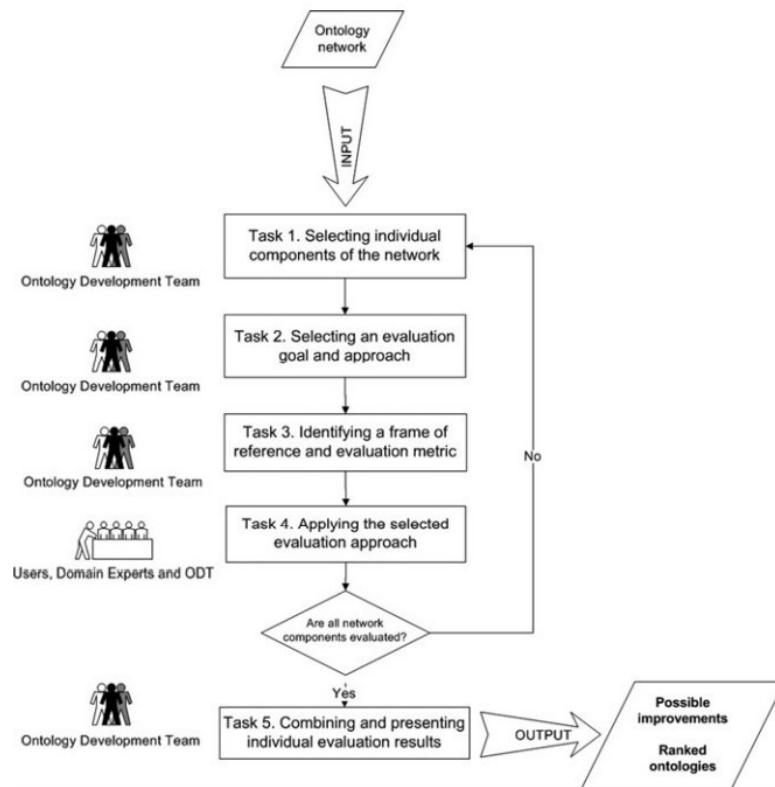 Ontology
network
INPUT
Task 1. Selecting individual
components of the network
Ontology Development Team
Task 2. Selecting an evaluation
goal and approach
Ontology Development Team
Task 3. Identifying a frame of
reference and evaluation metric
Ontology Development Team
No
Task 4. Applying the selected
evaluation approach
Users, Domain Experts and ODT
Are all network
components evaluated?
Yes
Task 5. Combining and presenting
individual evaluation results
Ontology Development Team
OUTPUT
Possible
improvements
Ranked
ontologies